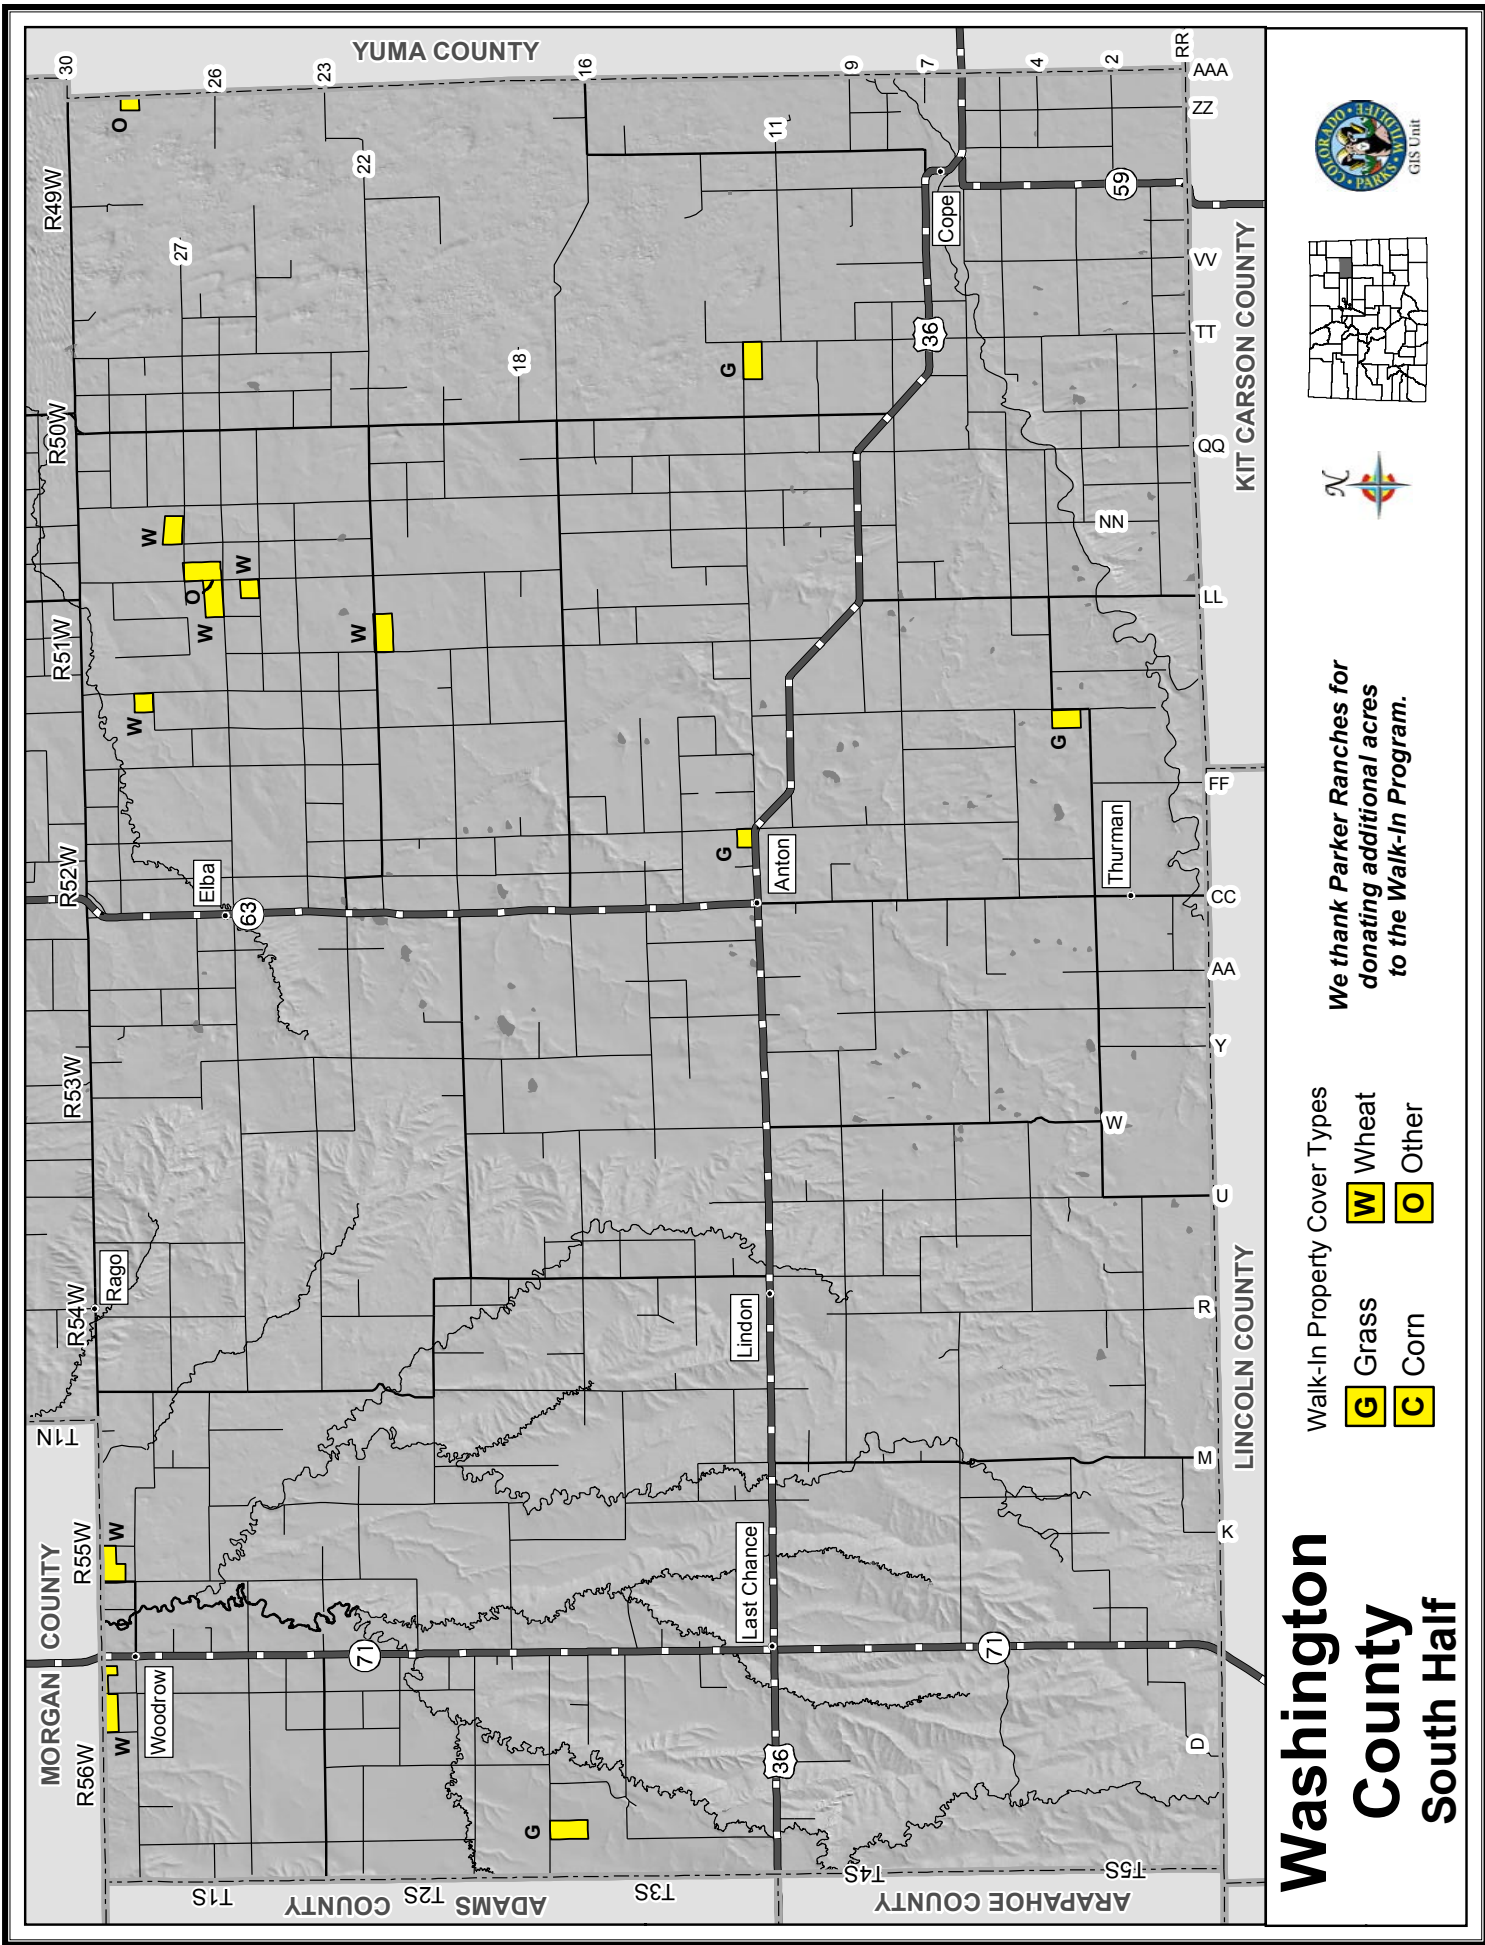 MORGAN COUNTY
YUMA COUNTY
R56W
R55W
R54W
R53W
R52W
R51W
R50W
R49W
T1N
30
26
23
22
27
18
16
11
9
7
4
2
RR
T1S
T2S
T3S
T4S
T5S
ADAMS COUNTY
ARAPAHOE COUNTY
LINCOLN COUNTY
KIT CARSON COUNTY
Woodrow
Rago
Elba
Last Chance
Lindon
Anton
Thurman
Cope
71
71
63
36
36
59
W
W
W
W
O
W
W
W
O
G
G
G
G
D
K
M
R
U
W
Y
AA
CC
FF
LL
NN
QQ
TT
VV
ZZ
AAA
Washington
County
South Half
Walk-In Property Cover Types
G Grass
W Wheat
C Corn
O Other
We thank Parker Ranches for
donating additional acres
to the Walk-In Program.
N
COLORADO
PARKS
WILDLIFE
GIS Unit